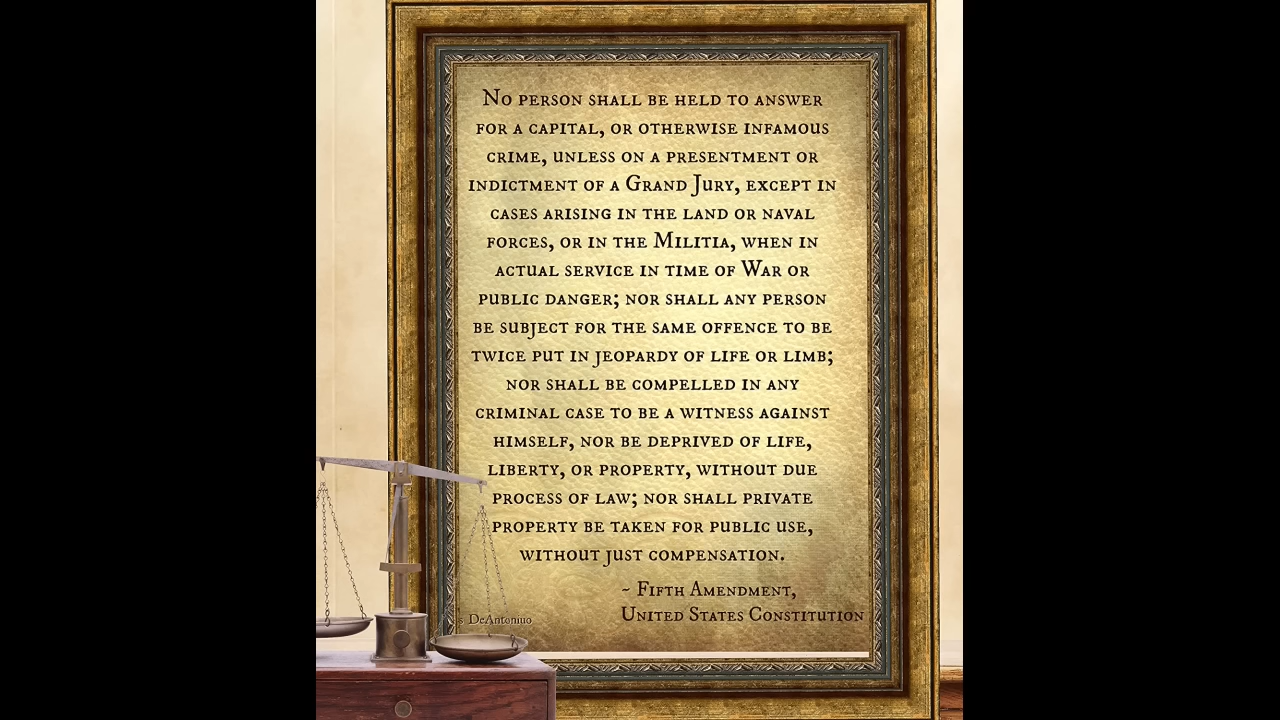 No person shall be held to answer
for a capital, or otherwise infamous
crime, unless on a presentment or
indictment of a Grand Jury, except in
cases arising in the land or naval
forces, or in the Militia, when in
actual service in time of War or
public danger; nor shall any person
be subject for the same offence to be
twice put in jeopardy of life or limb;
nor shall be compelled in any
criminal case to be a witness against
himself, nor be deprived of life,
liberty, or property, without due
process of law; nor shall private
property be taken for public use,
without just compensation.
~ Fifth Amendment,
United States Constitution
s DeAntonino